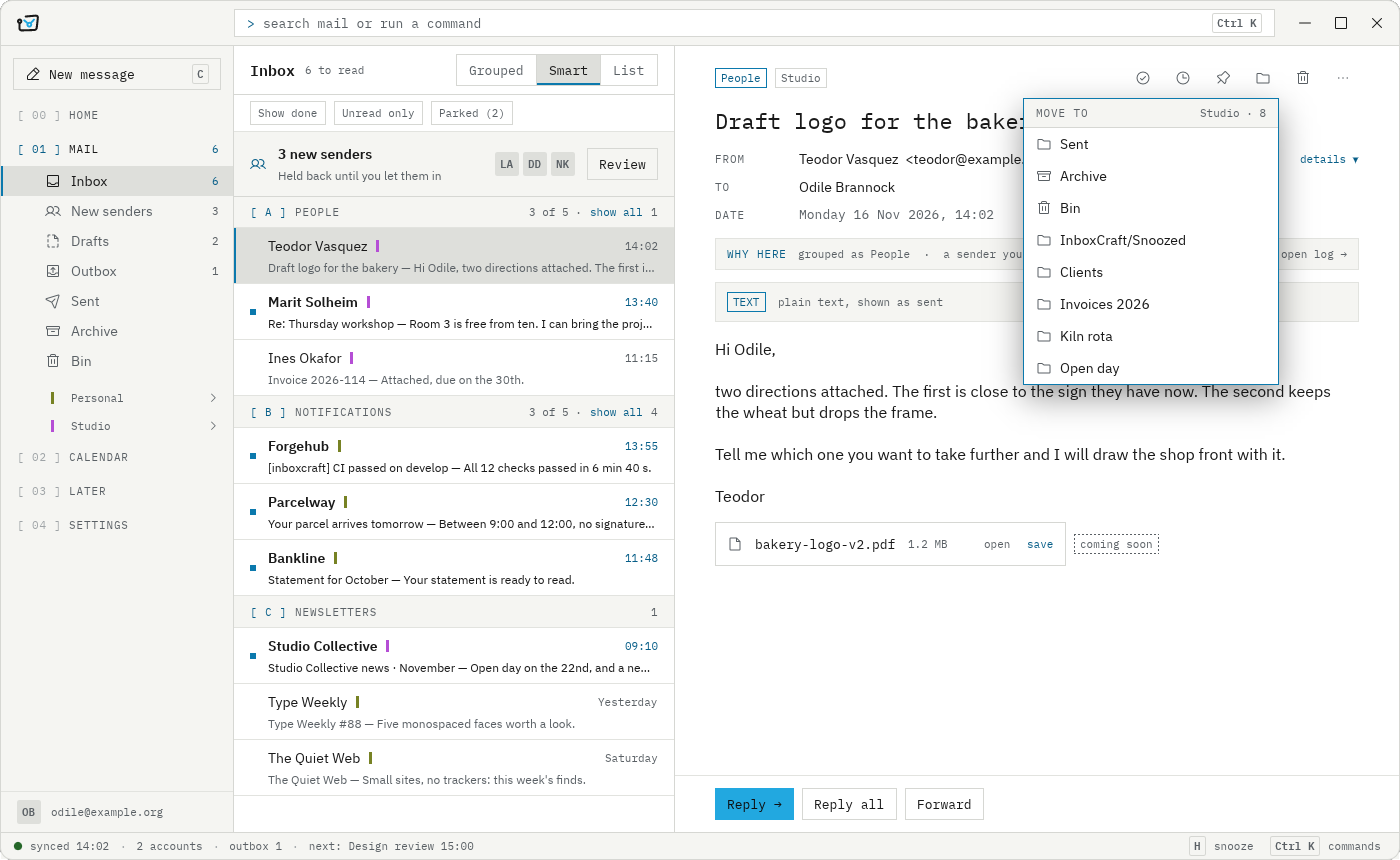 > search mail or run a command Ctrl K
New message C
[ 00 ] HOME
[ 01 ] MAIL 6
Inbox 6
New senders 3
Drafts 2
Outbox 1
Sent
Archive
Bin
Personal
Studio
[ 02 ] CALENDAR
[ 03 ] LATER
[ 04 ] SETTINGS
OB odile@example.org
Inbox 6 to read Grouped Smart List
Show done Unread only Parked (2)
3 new senders
Held back until you let them in
LA DD NK Review
[ A ] PEOPLE 3 of 5 · show all 1
Teodor Vasquez 14:02
Draft logo for the bakery — Hi Odile, two directions attached. The first i…
Marit Solheim 13:40
Re: Thursday workshop — Room 3 is free from ten. I can bring the proj…
Ines Okafor 11:15
Invoice 2026-114 — Attached, due on the 30th.
[ B ] NOTIFICATIONS 3 of 5 · show all 4
Forgehub 13:55
[inboxcraft] CI passed on develop — All 12 checks passed in 6 min 40 s.
Parcelway 12:30
Your parcel arrives tomorrow — Between 9:00 and 12:00, no signature…
Bankline 11:48
Statement for October — Your statement is ready to read.
[ C ] NEWSLETTERS 1
Studio Collective 09:10
Studio Collective news · November — Open day on the 22nd, and a ne…
Type Weekly Yesterday
Type Weekly #88 — Five monospaced faces worth a look.
The Quiet Web Saturday
The Quiet Web — Small sites, no trackers: this week's finds.
People Studio ···
Draft logo for the baker
FROM Teodor Vasquez <teodor@example. details ▾
TO Odile Brannock
DATE Monday 16 Nov 2026, 14:02
WHY HERE grouped as People · a sender you open log →
TEXT plain text, shown as sent
MOVE TO Studio · 8
Sent
Archive
Bin
InboxCraft/Snoozed
Clients
Invoices 2026
Kiln rota
Open day
Hi Odile,
two directions attached. The first is close to the sign they have now. The second keeps
the wheat but drops the frame.
Tell me which one you want to take further and I will draw the shop front with it.
Teodor
bakery-logo-v2.pdf 1.2 MB open save coming soon
Reply → Reply all Forward
synced 14:02 · 2 accounts · outbox 1 · next: Design review 15:00 H snooze Ctrl K commands